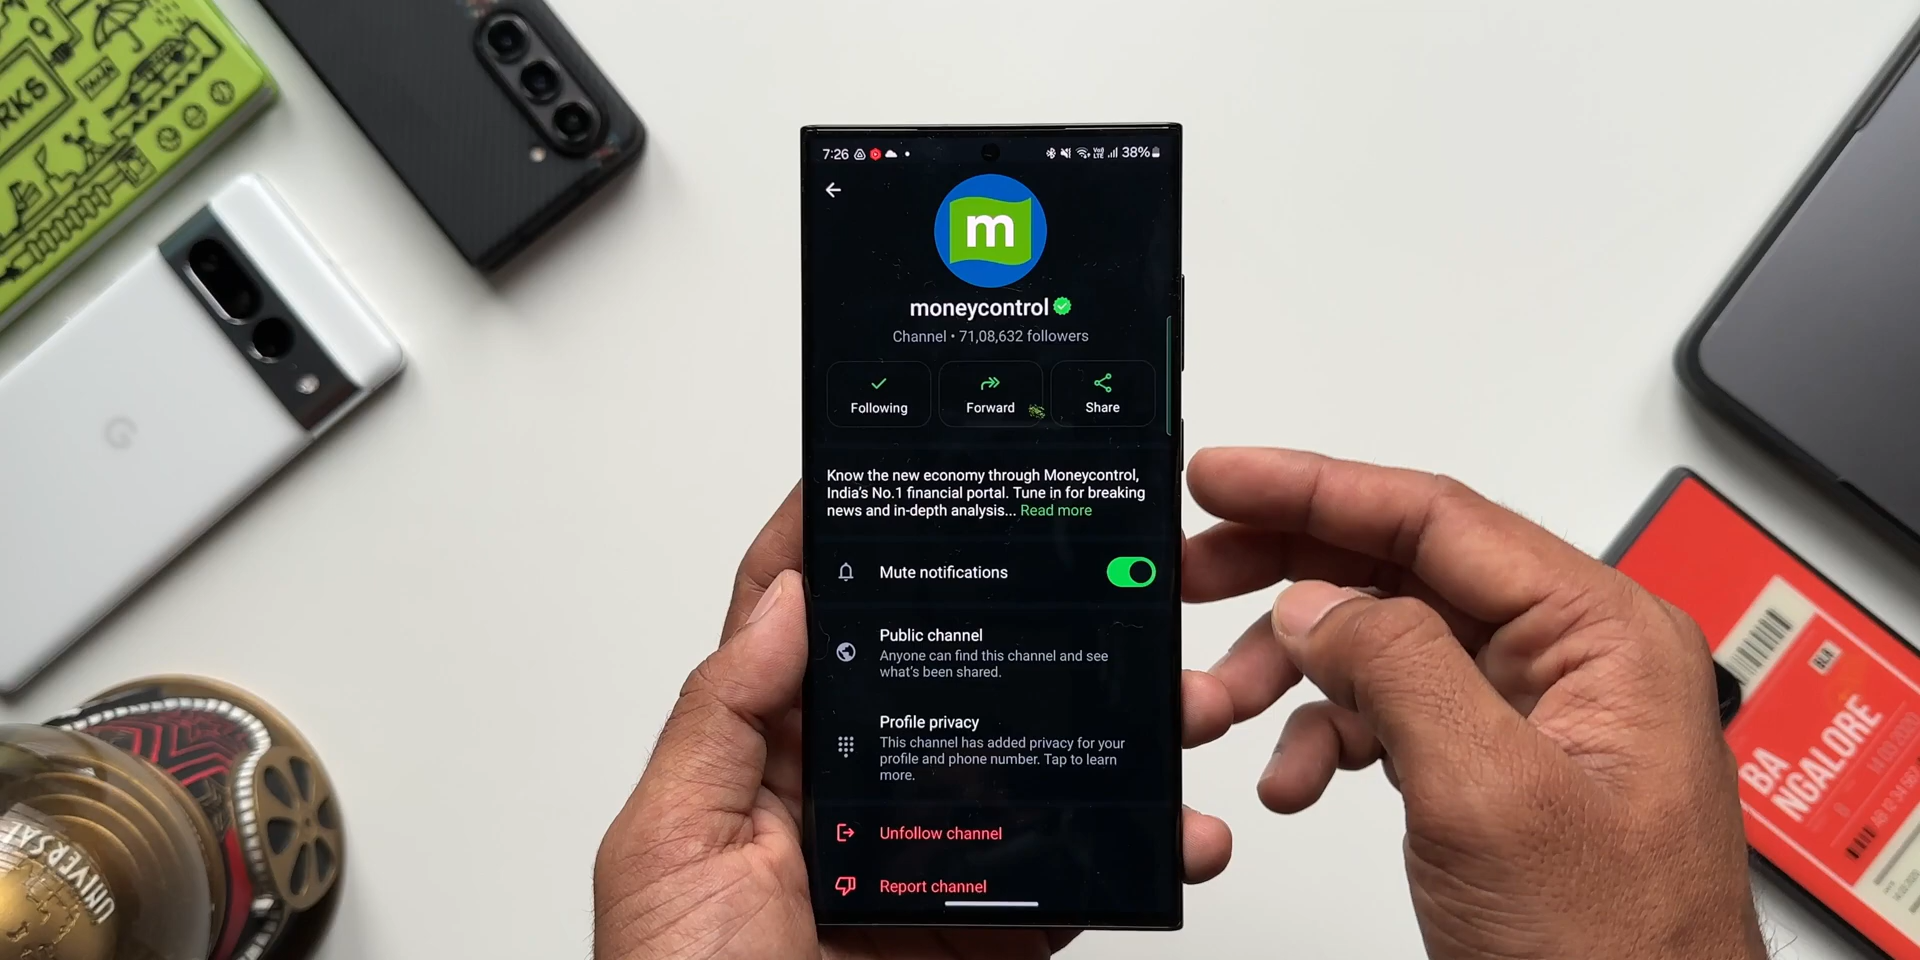 RKS
7:26
Vo)
LTE
38%
m
moneycontrol
Channel • 71,08,632 followers
Following
Forward
Share
Know the new economy through Moneycontrol,
India's No.1 financial portal. Tune in for breaking
news and in-depth analysis... Read more
Mute notifications
Public channel
Anyone can find this channel and see
what's been shared.
Profile privacy
This channel has added privacy for your
profile and phone number. Tap to learn
more.
Unfollow channel
Report channel
G
UNIVERSAL
BLR
BA
NGALORE